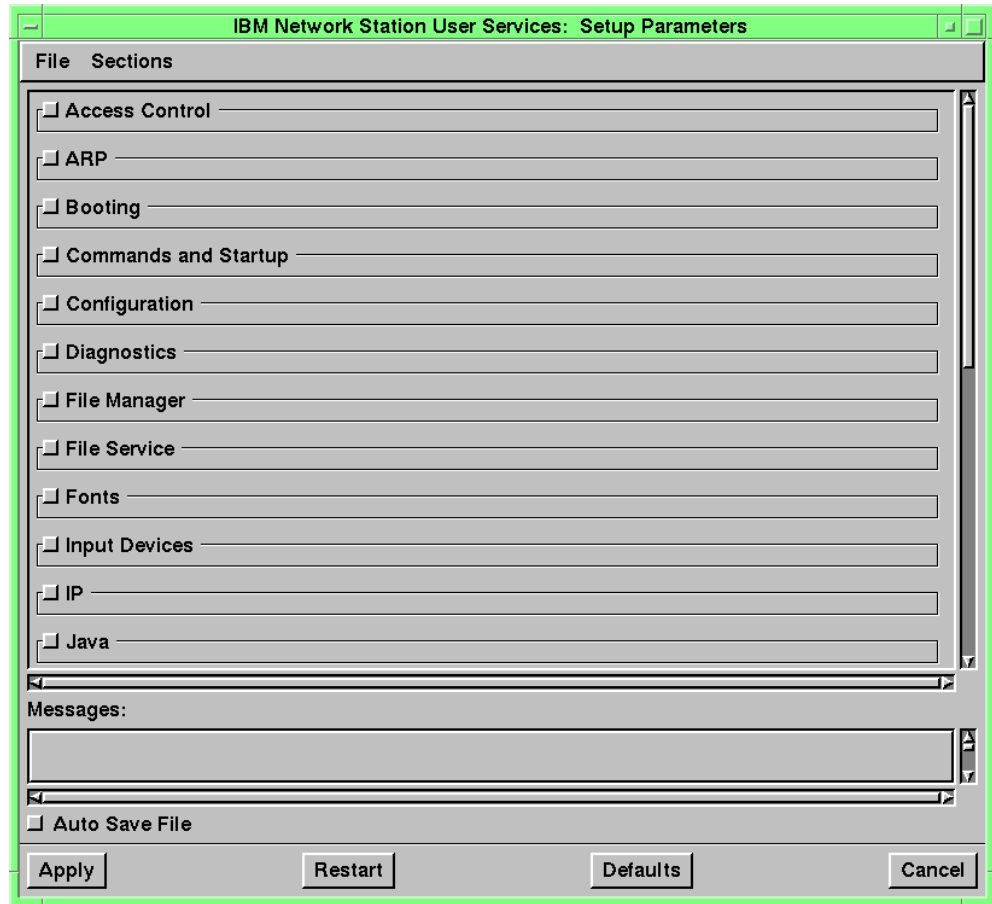 IBM Network Station User Services: Setup Parameters
File Sections
Access Control
ARP
Booting
Commands and Startup
Configuration
Diagnostics
File Manager
File Service
Fonts
Input Devices
IP
Java
Messages:
Auto Save File
Apply Restart Defaults Cancel